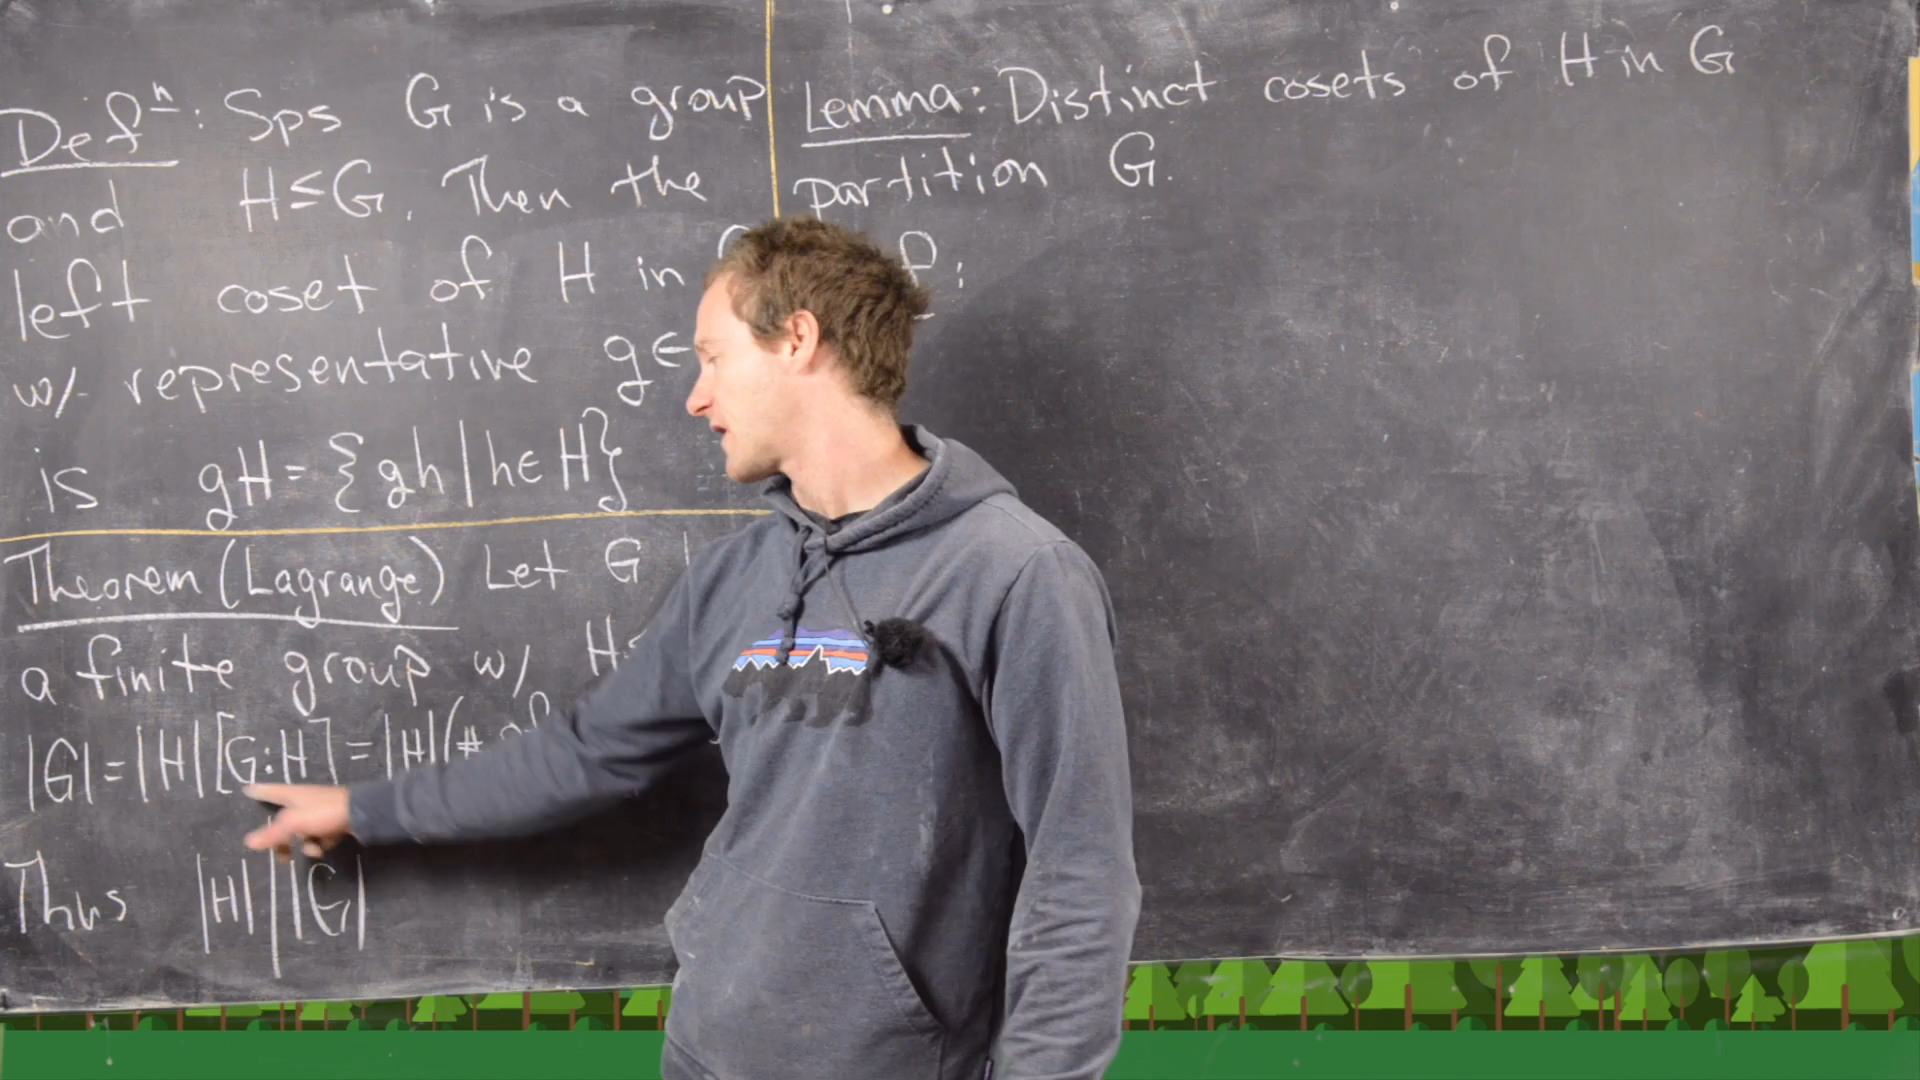 Defⁿ: Sps G is a group
and H≤G. Then the
left coset of H in
w/ representative g∈
is gH = {gh | h∈H}
Theorem (Lagrange) Let G
a finite group w/ H≤
|G|=|H|[G:H]=|H|(# of
Thus |H| | |G|
Lemma: Distinct cosets of H in G
partition G.